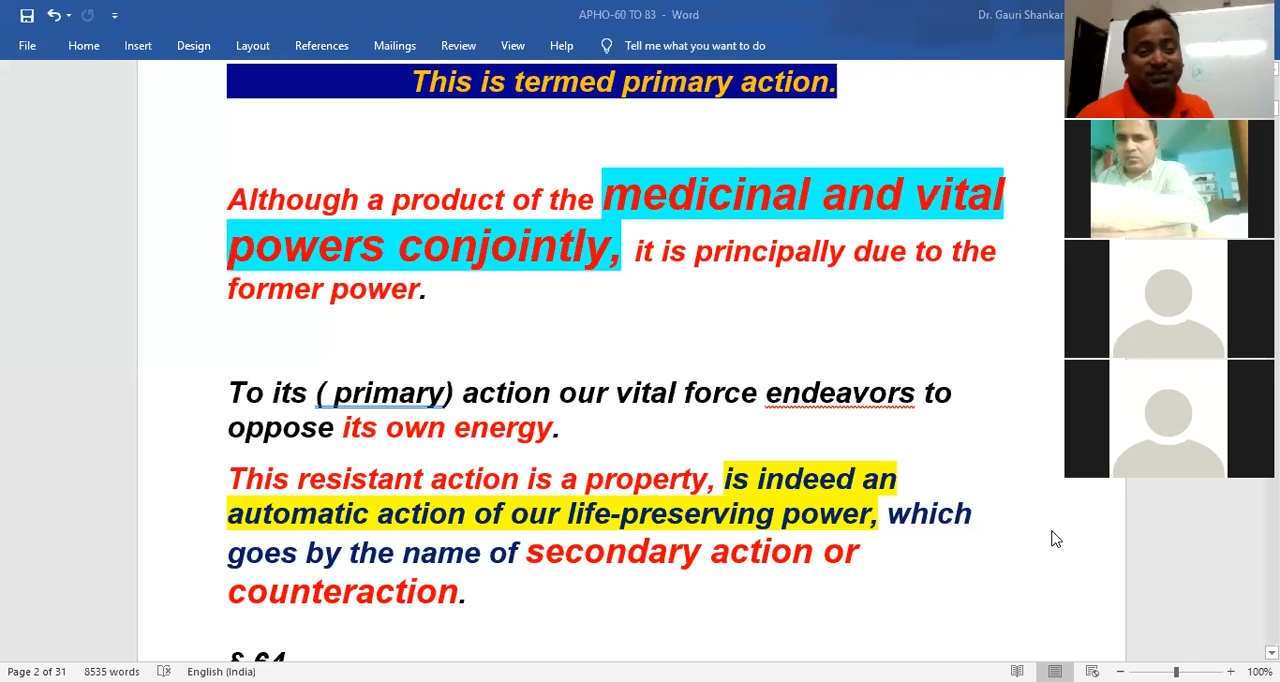 APHO-60 TO 83 - Word
Dr. Gauri Shankar
File Home Insert Design Layout References Mailings Review View Help Tell me what you want to do
This is termed primary action.
Although a product of the medicinal and vital
powers conjointly, it is principally due to the
former power.
To its ( primary) action our vital force endeavors to
oppose its own energy.
This resistant action is a property, is indeed an
automatic action of our life-preserving power, which
goes by the name of secondary action or
counteraction.
§ 64
Page 2 of 31 8535 words English (India) 100%